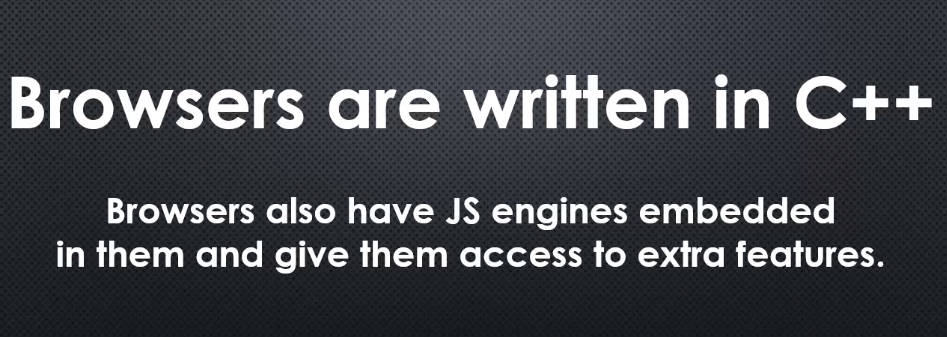 Browsers are written in C++
Browsers also have JS engines embedded
in them and give them access to extra features.